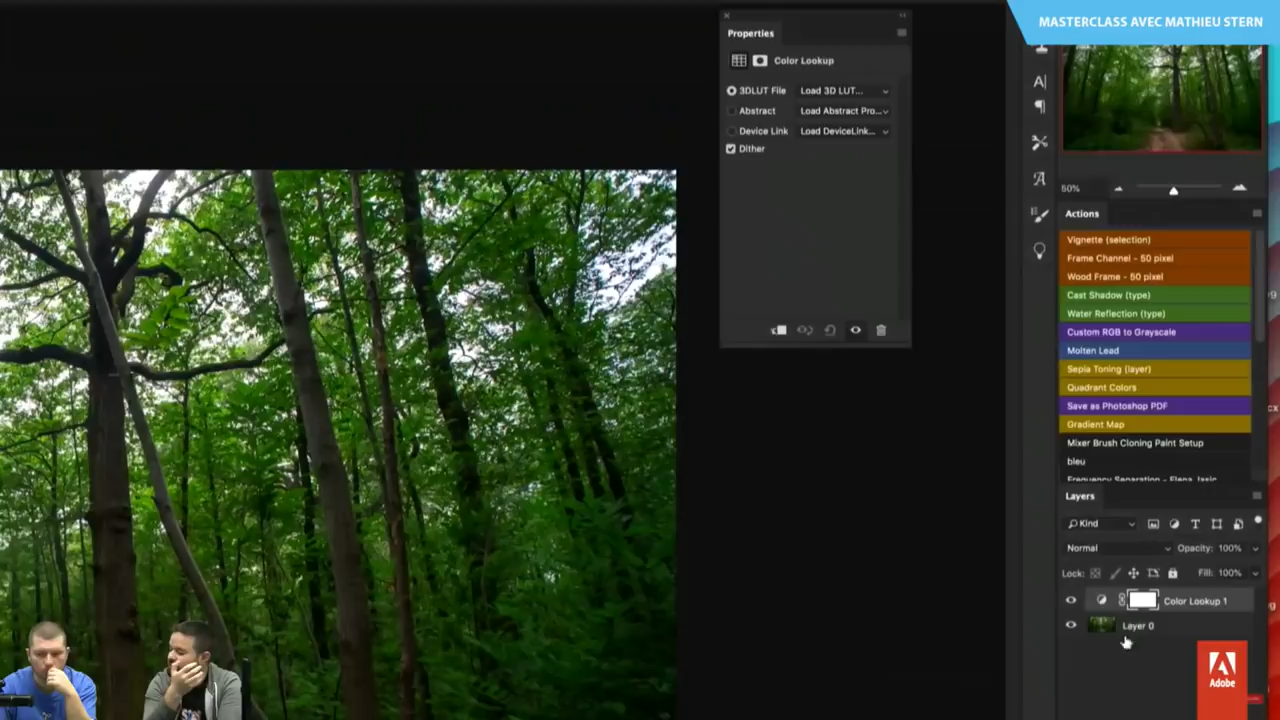 MASTERCLASS AVEC MATHIEU STERN
Properties
Color Lookup
3DLUT File Load 3D LUT...
Abstract Load Abstract Pro...
Device Link Load DeviceLink...
Dither
50%
Actions
Vignette (selection)
Frame Channel - 50 pixel
Wood Frame - 50 pixel
Cast Shadow (type)
Water Reflection (type)
Custom RGB to Grayscale
Molten Lead
Sepia Toning (layer)
Quadrant Colors
Save as Photoshop PDF
Gradient Map
Mixer Brush Cloning Paint Setup
bleu
Layers
Kind
Normal Opacity: 100%
Lock: Fill: 100%
Color Lookup 1
Layer 0
Adobe